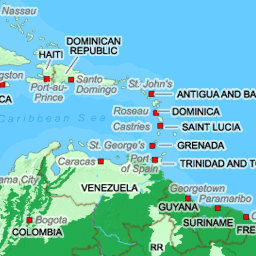 Nassau
DOMINICAN
REPUBLIC
HAITI
ngston
Port-au-
Prince
Santo
Domingo
St. John's
CA
ANTIGUA AND BA
Roseau
DOMINICA
Caribbean Sea
Castries
SAINT LUCIA
St. George's
GRENADA
Caracas
Port
of Spain
TRINIDAD AND TO
ama City
VENEZUELA
Georgetown
Paramaribo
GUYANA
Bogota
SURINAME
COLOMBIA
FRE
RR